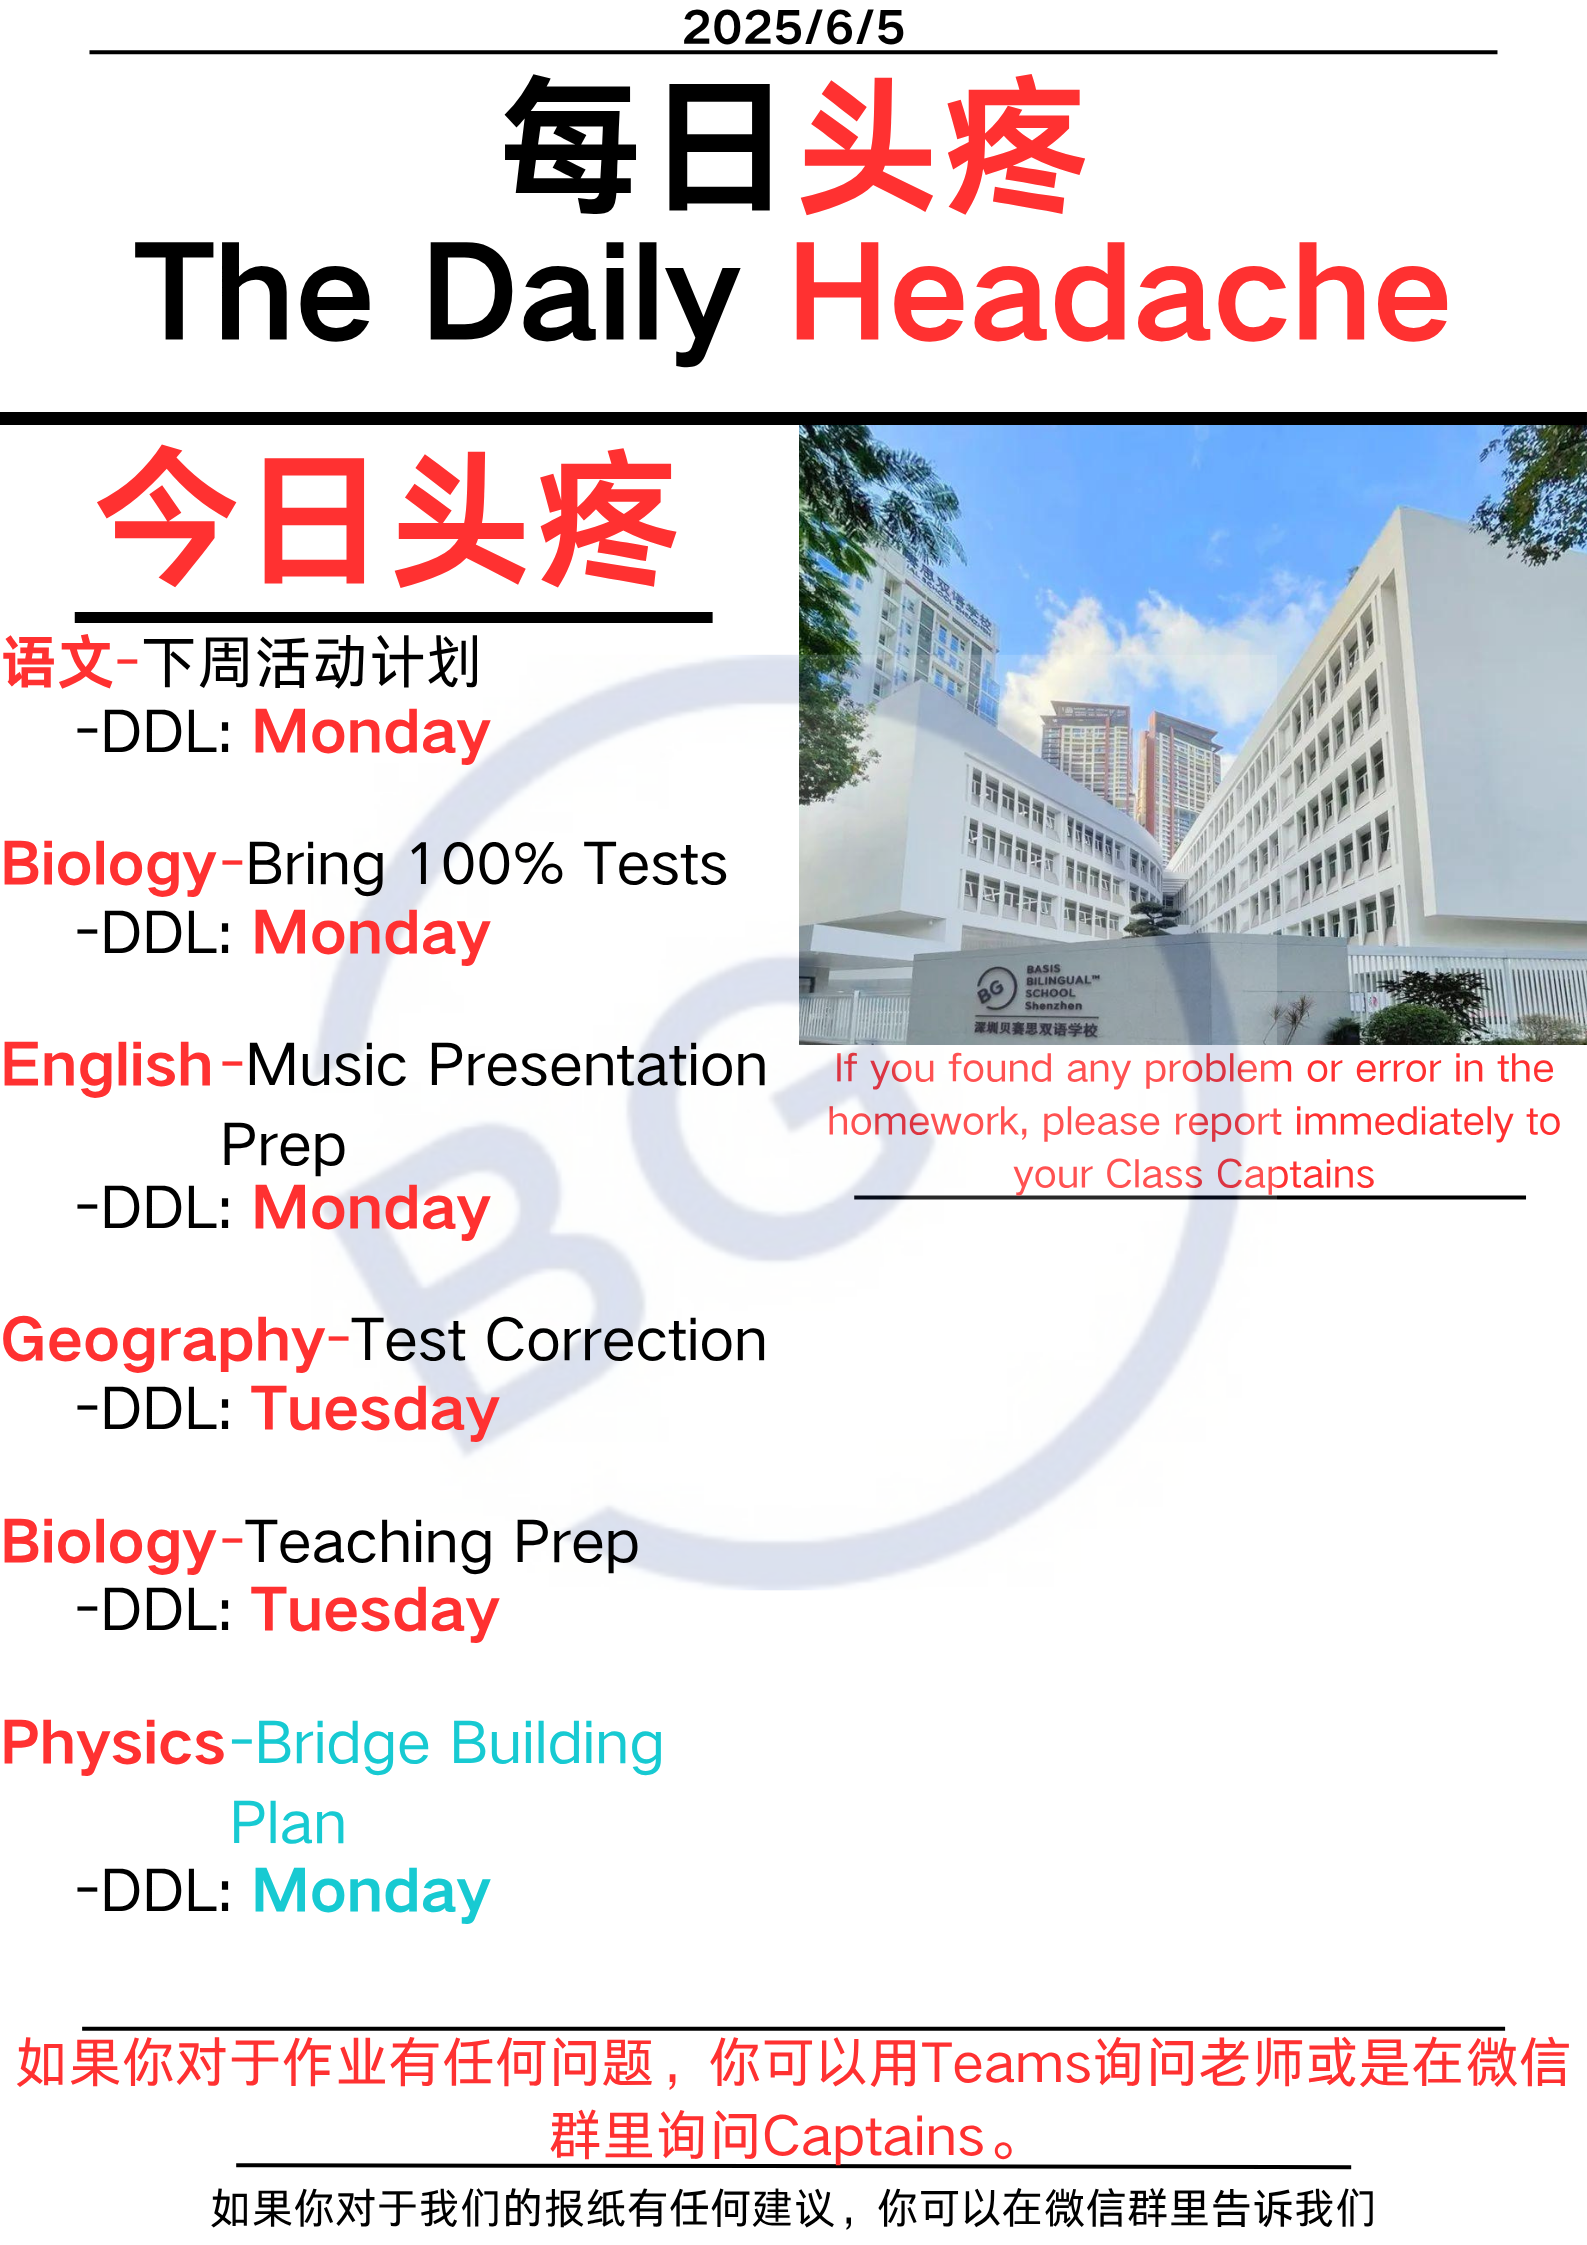 2025/6/5
每日头疼
The Daily Headache
今日头疼
语文-下周活动计划
-DDL: Monday
Biology-Bring 100% Tests
-DDL: Monday
English-Music Presentation
Prep
-DDL: Monday
Geography-Test Correction
-DDL: Tuesday
Biology-Teaching Prep
-DDL: Tuesday
Physics-Bridge Building
Plan
-DDL: Monday
思双语学校
BG
BASIS
BILINGUAL™
SCHOOL
Shenzhen
深圳贝赛思双语学校
If you found any problem or error in the
homework, please report immediately to
your Class Captains
BG
如果你对于作业有任何问题，你可以用Teams询问老师或是在微信
群里询问Captains。
如果你对于我们的报纸有任何建议，你可以在微信群里告诉我们